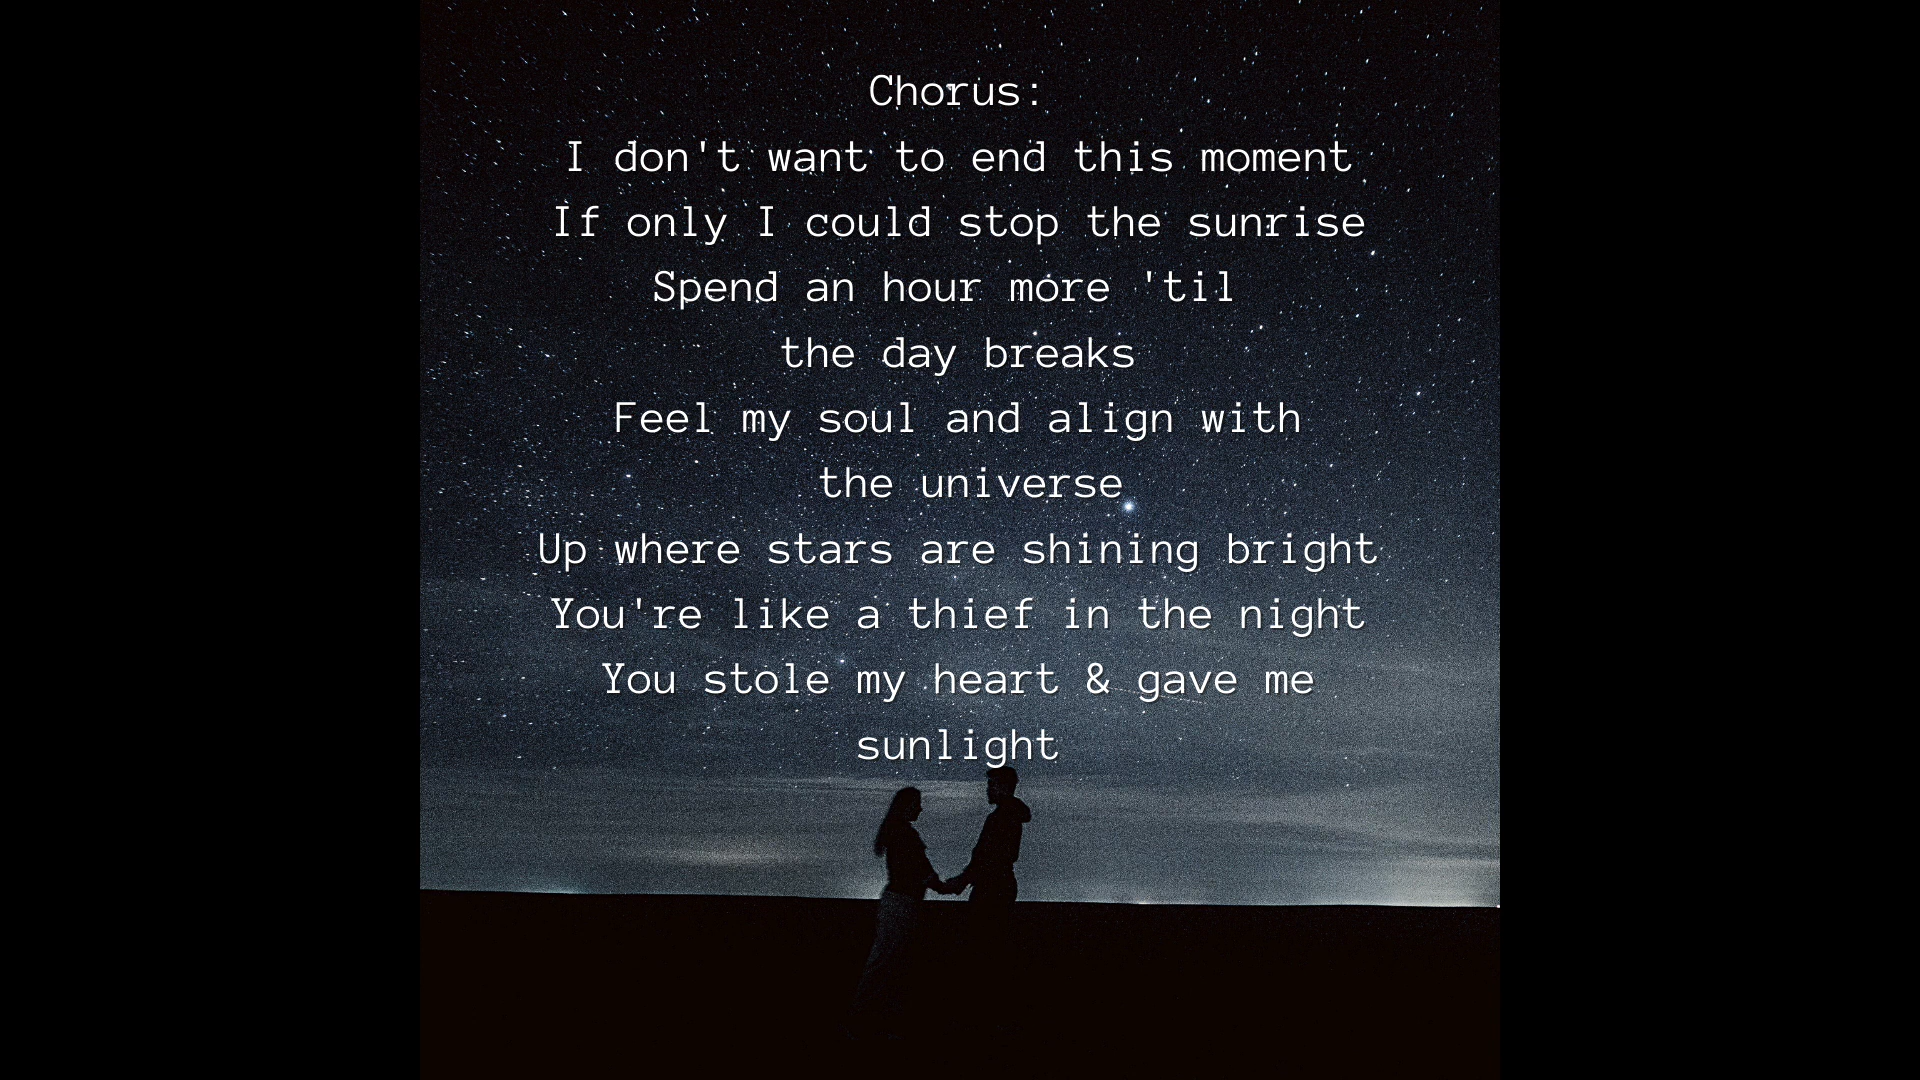 Chorus:
I don't want to end this moment
If only I could stop the sunrise
Spend an hour more 'til
the day breaks
Feel my soul and align with
the universe
Up where stars are shining bright
You're like a thief in the night
You stole my heart & gave me
sunlight